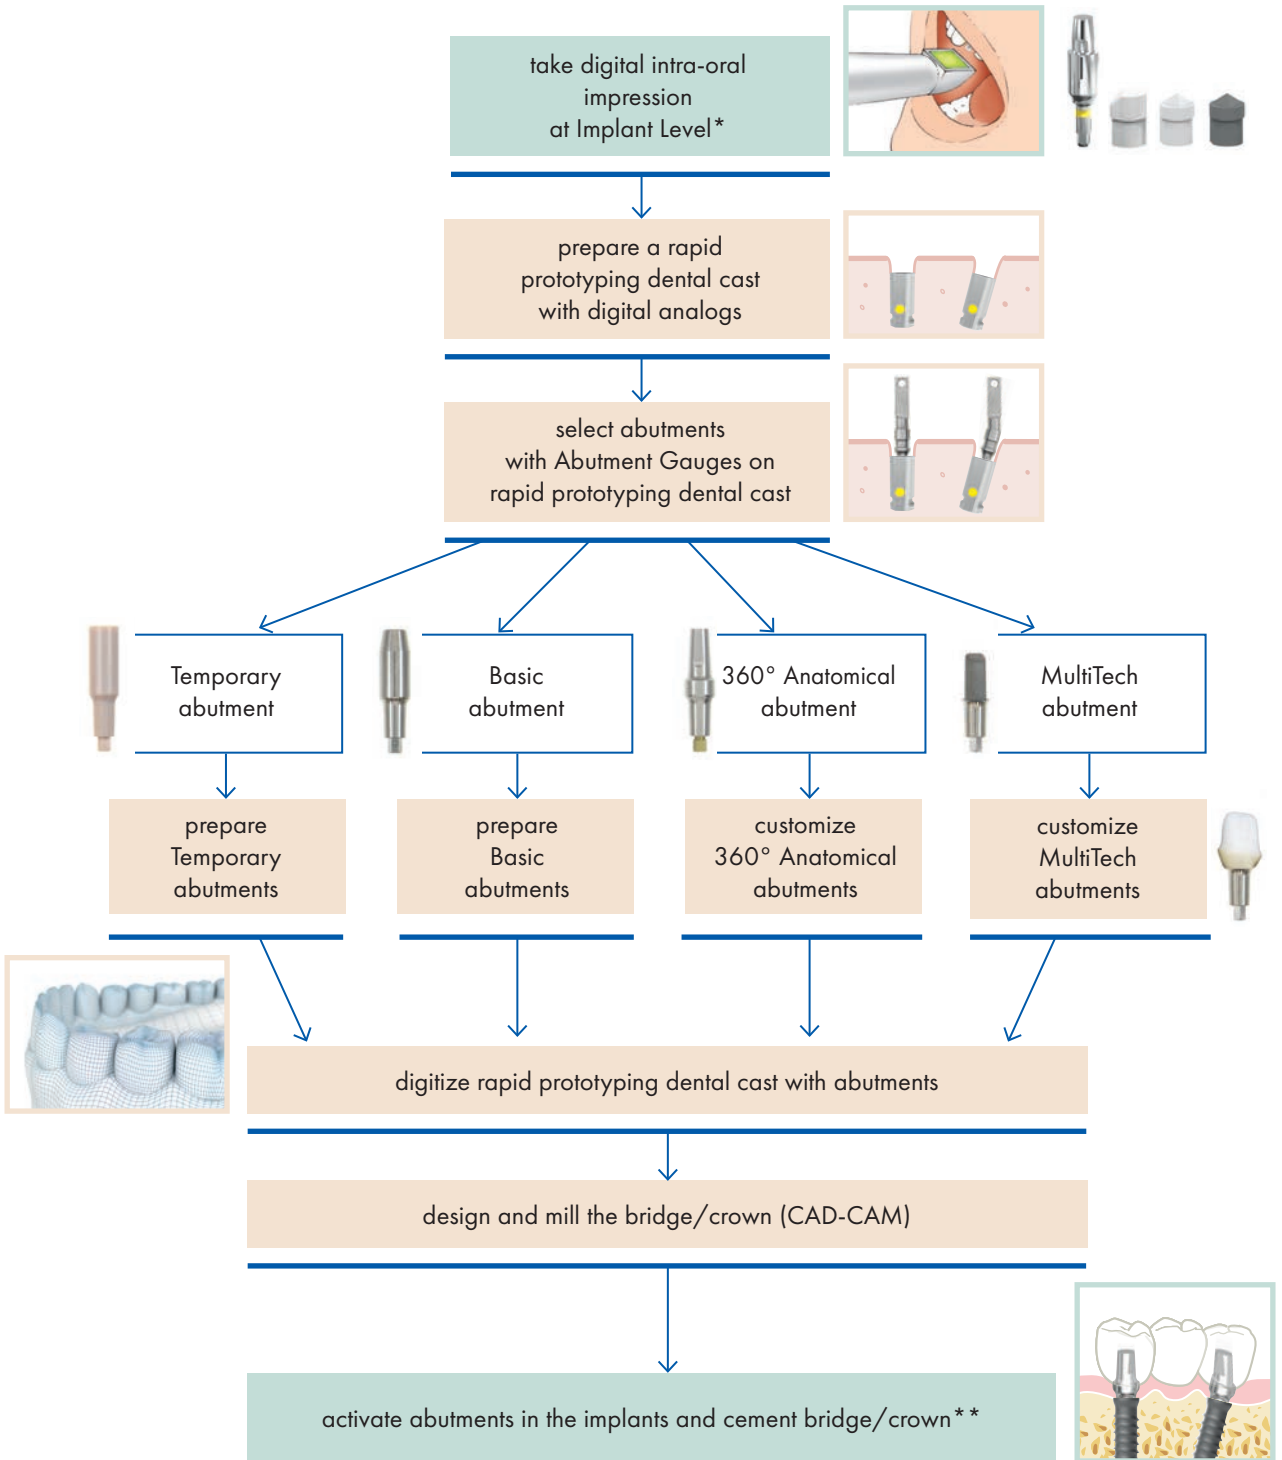 take digital intra-oral
impression
at Implant Level*
prepare a rapid
prototyping dental cast
with digital analogs
select abutments
with Abutment Gauges on
rapid prototyping dental cast
Temporary
abutment
Basic
abutment
360° Anatomical
abutment
MultiTech
abutment
prepare
Temporary
abutments
prepare
Basic
abutments
customize
360° Anatomical
abutments
customize
MultiTech
abutments
digitize rapid prototyping dental cast with abutments
design and mill the bridge/crown (CAD-CAM)
activate abutments in the implants and cement bridge/crown**